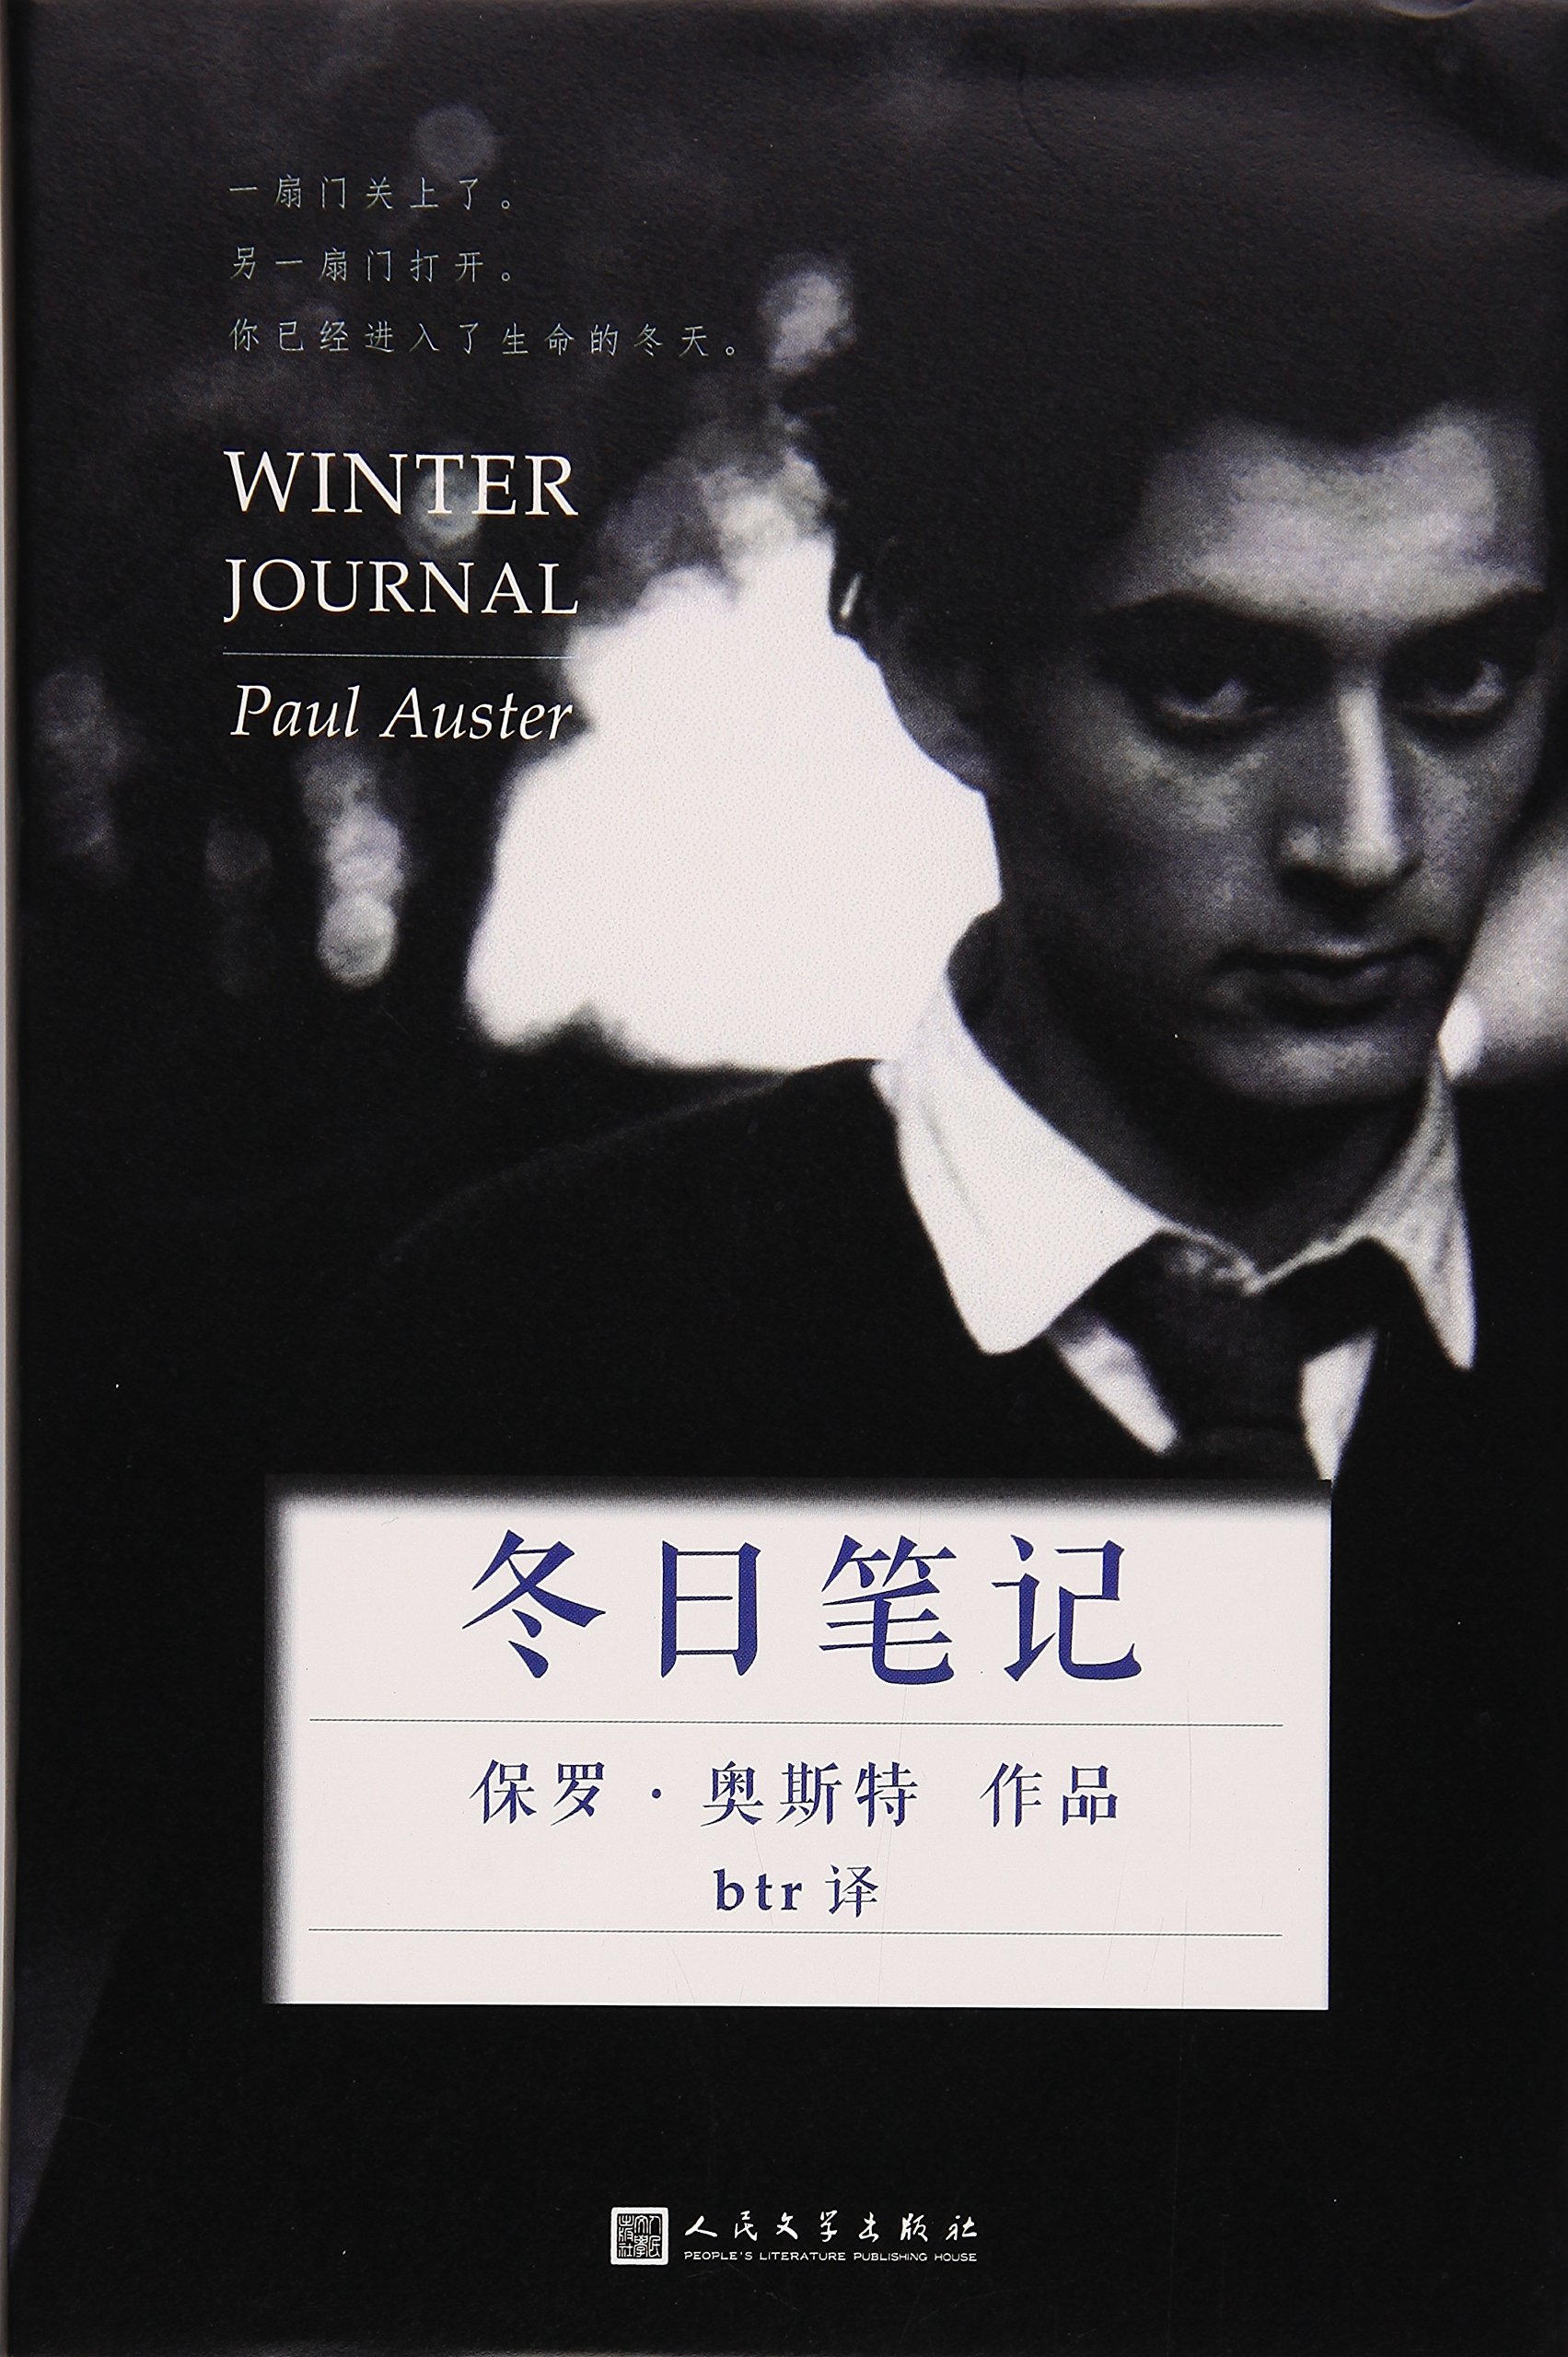 一扇门关上了。
另一扇门打开。
你已经进入了生命的冬天。
WINTER
JOURNAL
Paul Auster
冬日笔记
保罗·奥斯特 作品
btr 译
人民文学出版社
PEOPLE'S LITERATURE PUBLISHING HOUSE